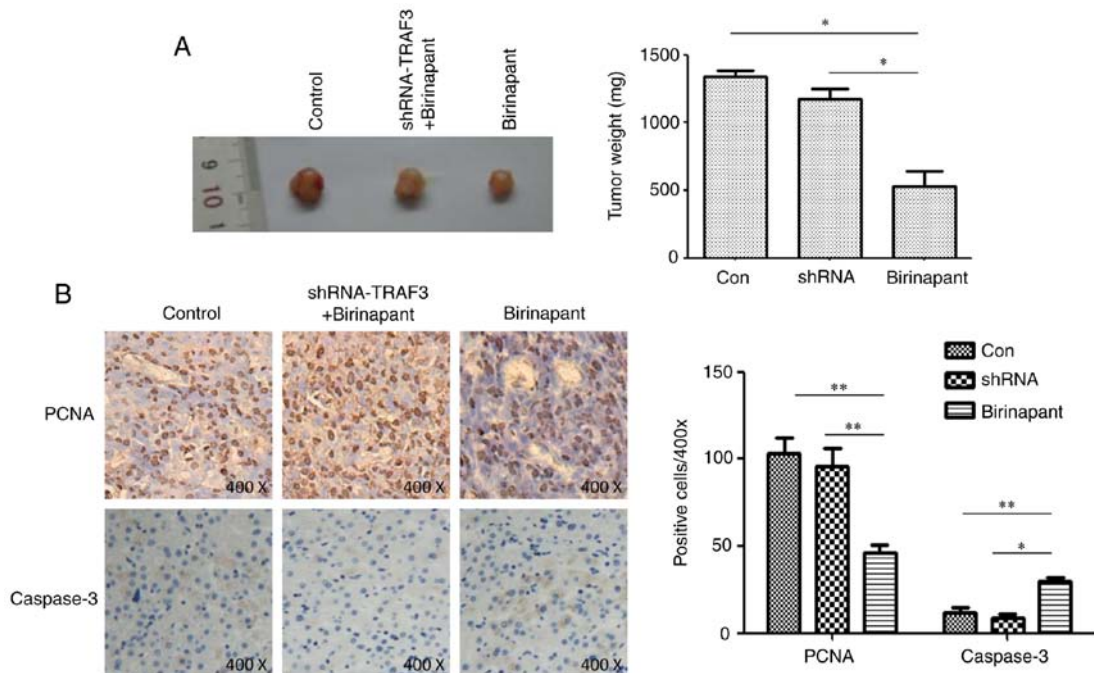 A
Control
shRNA-TRAF3
+Birinapant
Birinapant
9
10
1
Tumor weight (mg)
1500
1000
500
0
*
*
Con
shRNA
Birinapant
B
Control
shRNA-TRAF3
+Birinapant
Birinapant
PCNA
400 X
400 X
400 X
Caspase-3
400 X
400 X
400 X
Con
shRNA
Birinapant
Positive cells/400x
150
100
50
0
**
**
**
*
PCNA
Caspase-3